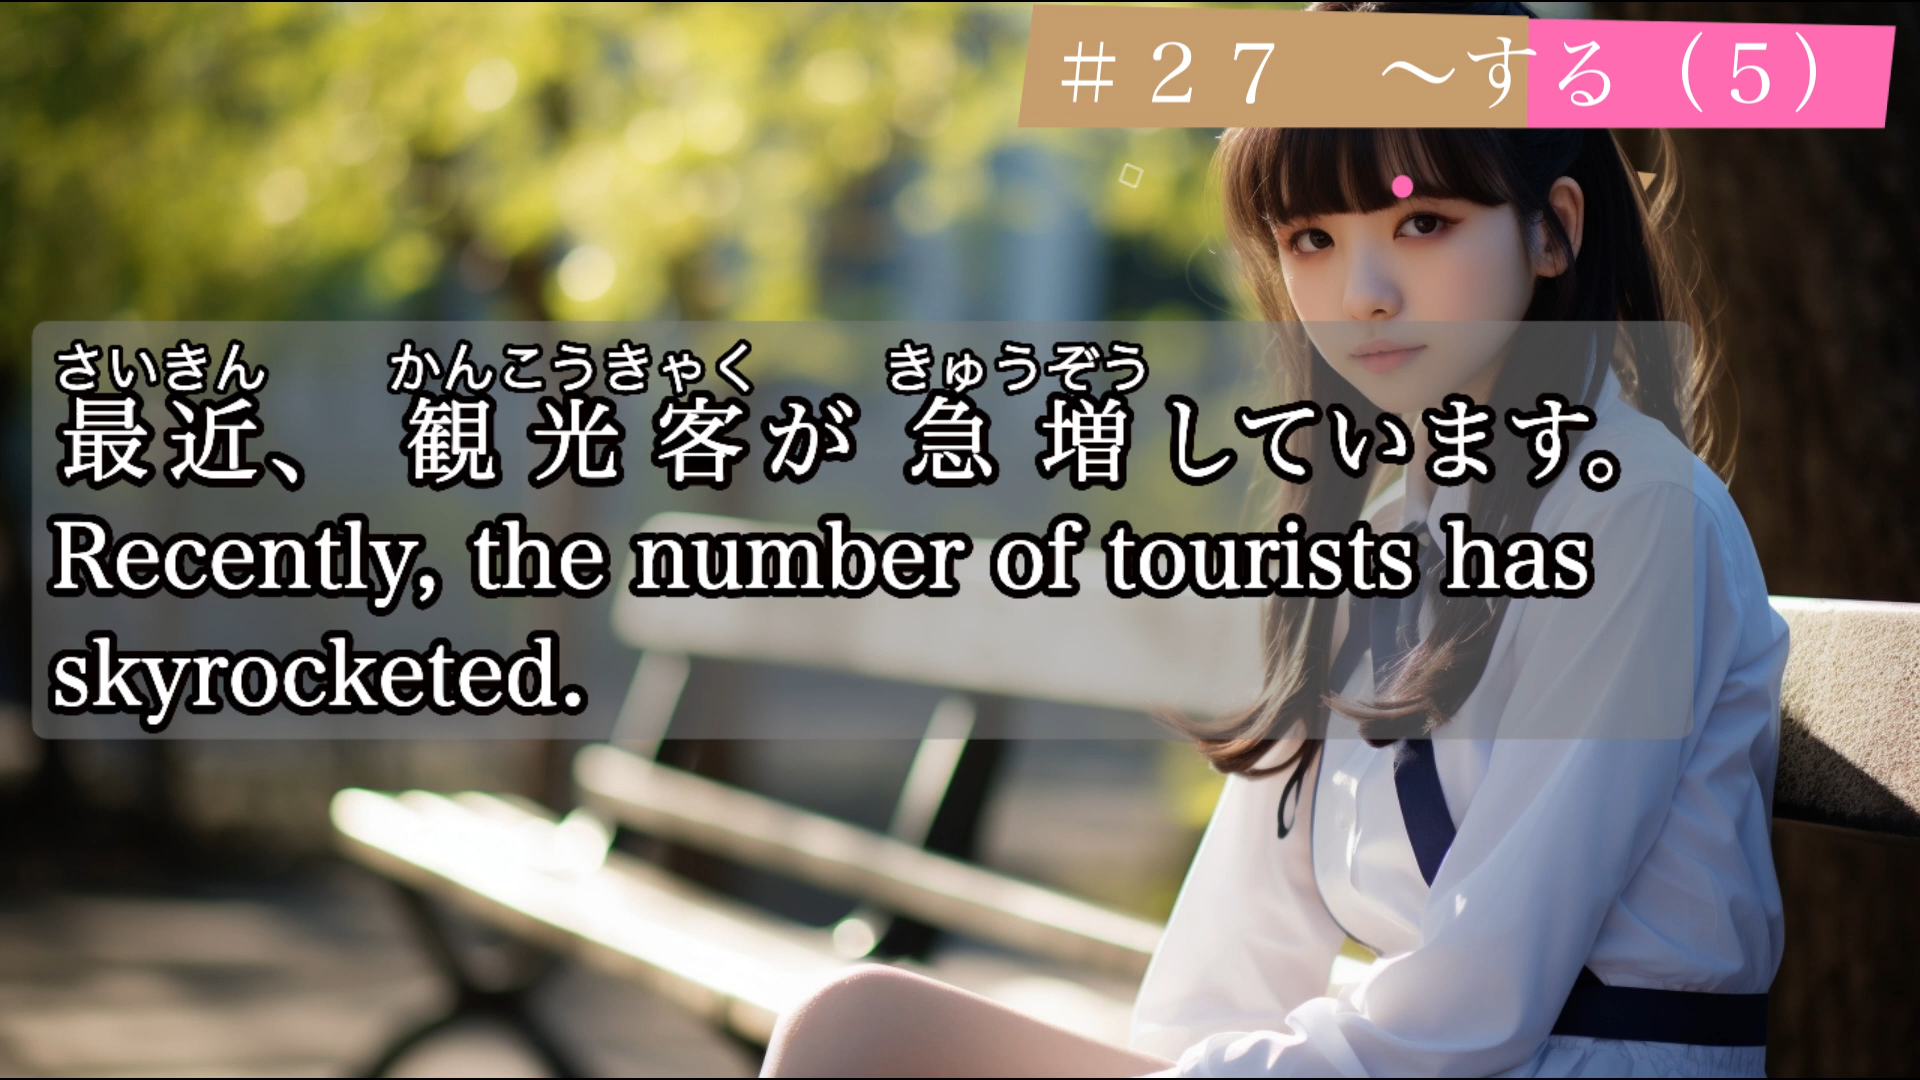 ＃２７　～する（５）
さいきん　かんこうきゃく　きゅうぞう
最近、観光客が急増しています。
Recently, the number of tourists has
skyrocketed.